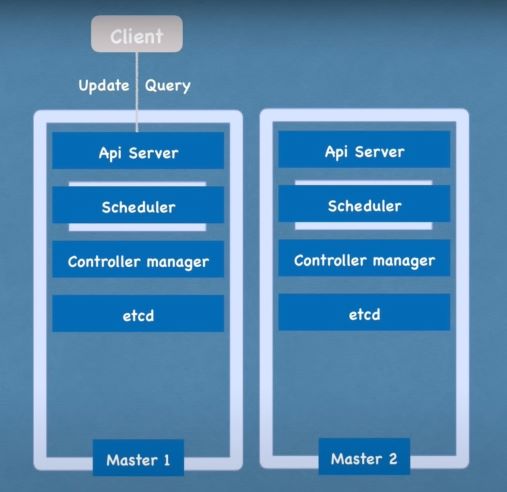 Client
Update Query
Api Server
Scheduler
Controller manager
etcd
Master 1
Api Server
Scheduler
Controller manager
etcd
Master 2